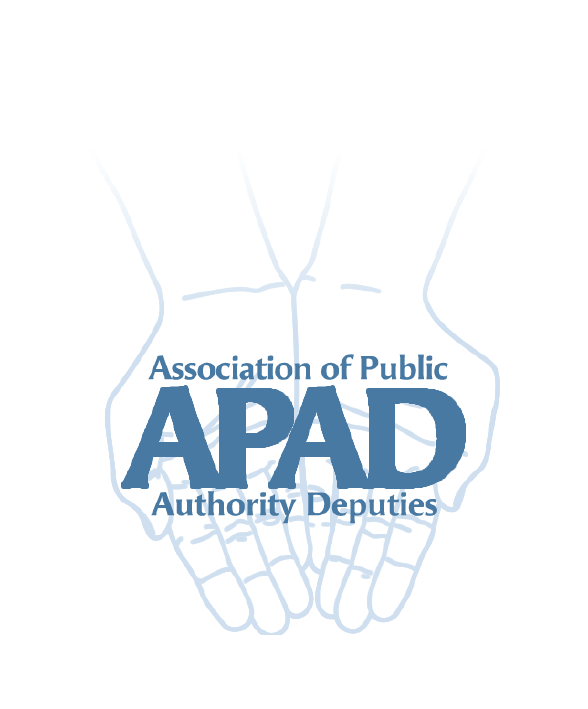 Association of Public
APAD
Authority Deputies